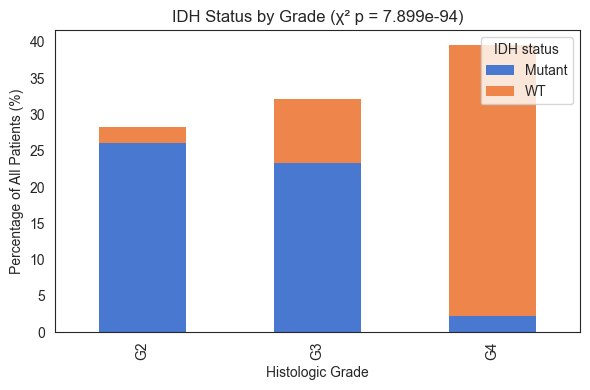 IDH Status by Grade (χ² p = 7.899e-94)
IDH status
Mutant
WT
Percentage of All Patients (%)
40
35
30
25
20
15
10
5
0
G2
G3
G4
Histologic Grade